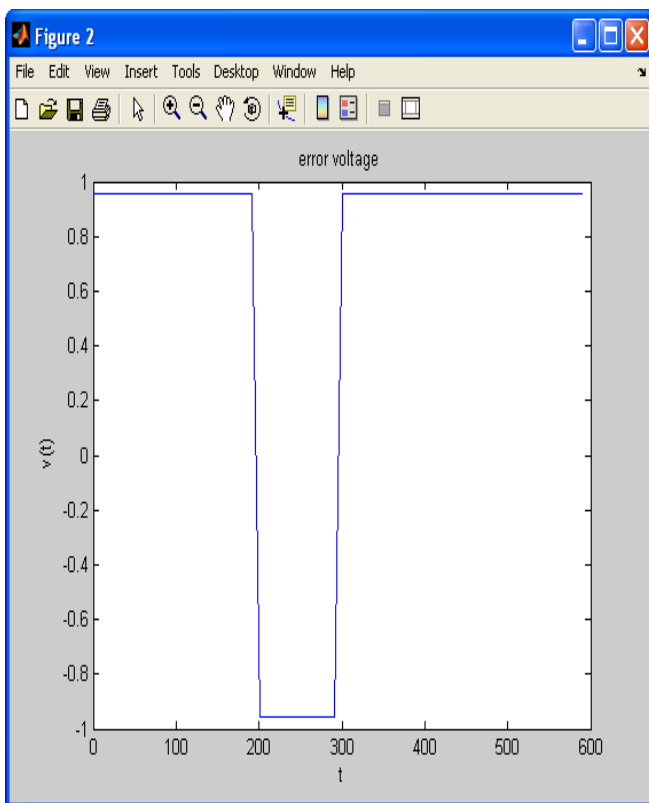 Figure 2
File Edit View Insert Tools Desktop Window Help
error voltage
1
0.8
0.6
0.4
0.2
0
-0.2
-0.4
-0.6
-0.8
-1
v (t)
0 100 200 300 400 500 600
t